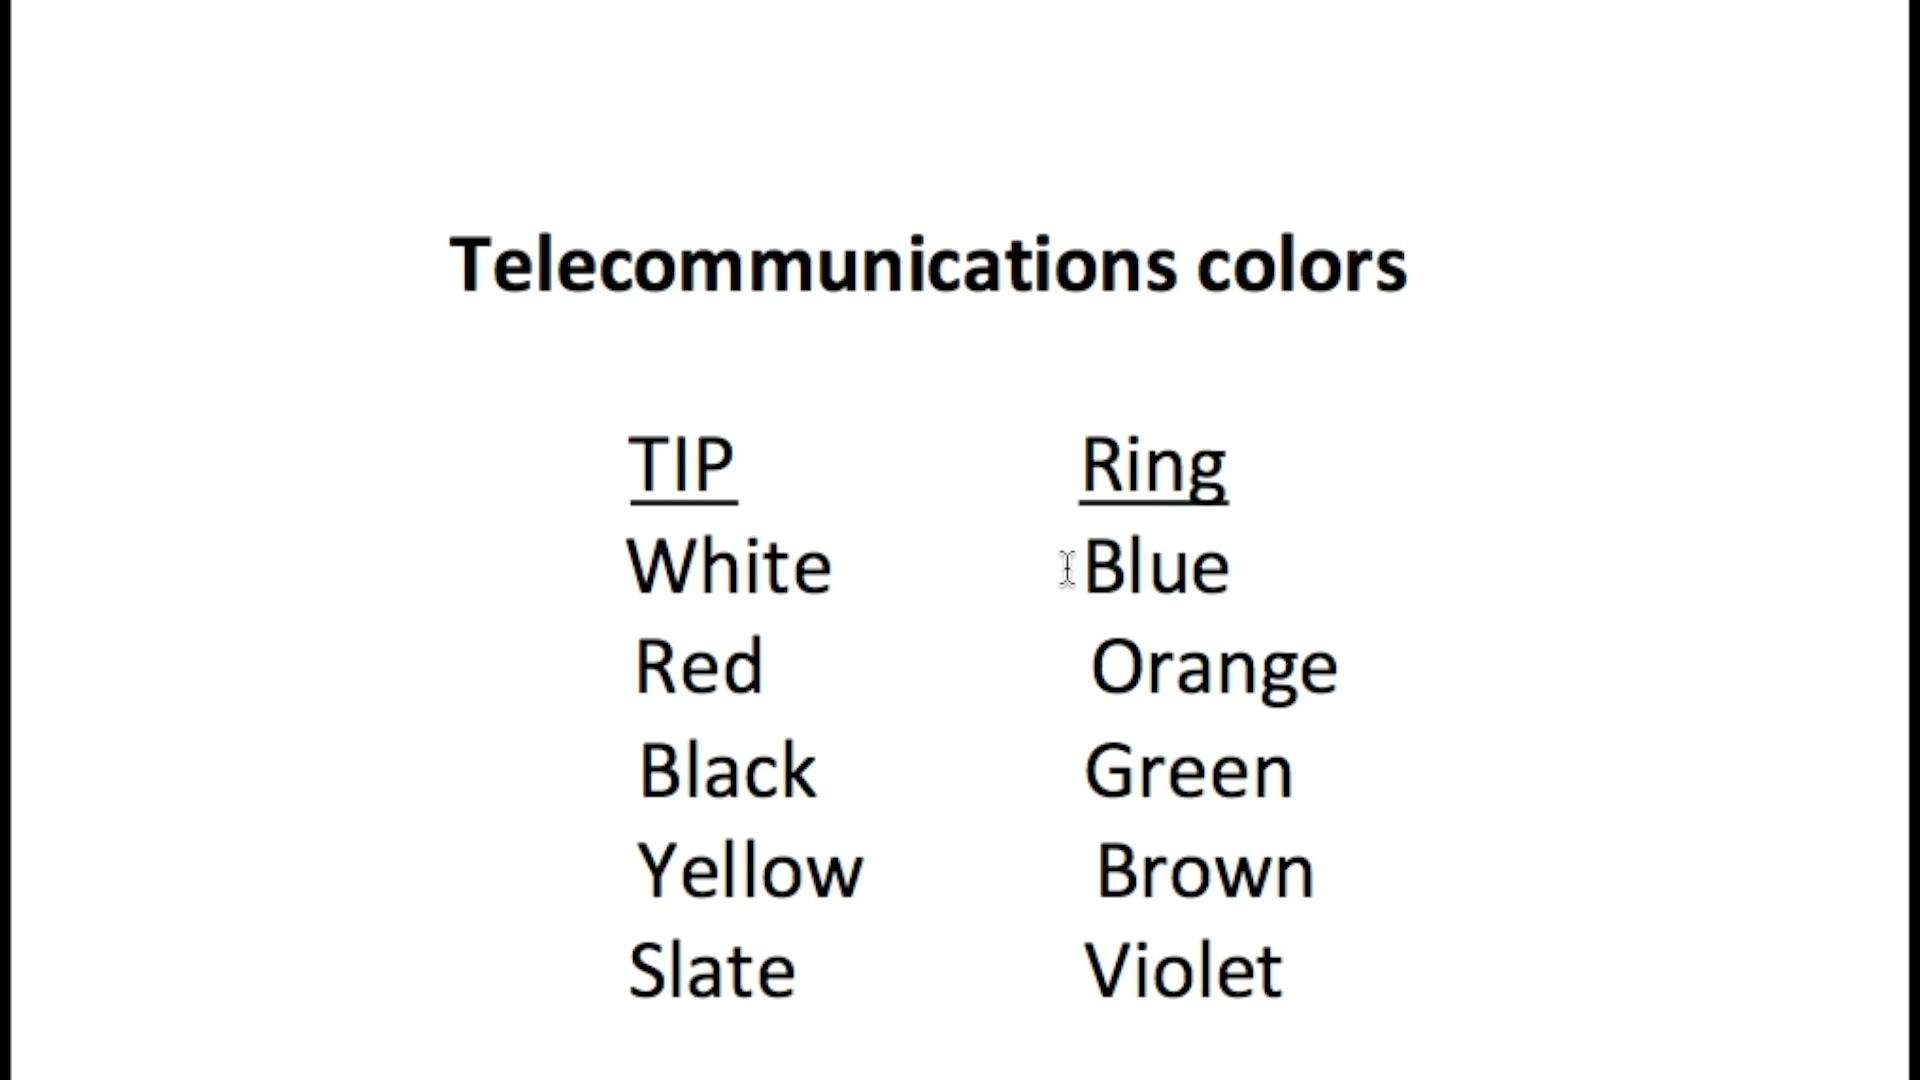 Telecommunications colors
TIP Ring
White Blue
Red Orange
Black Green
Yellow Brown
Slate Violet